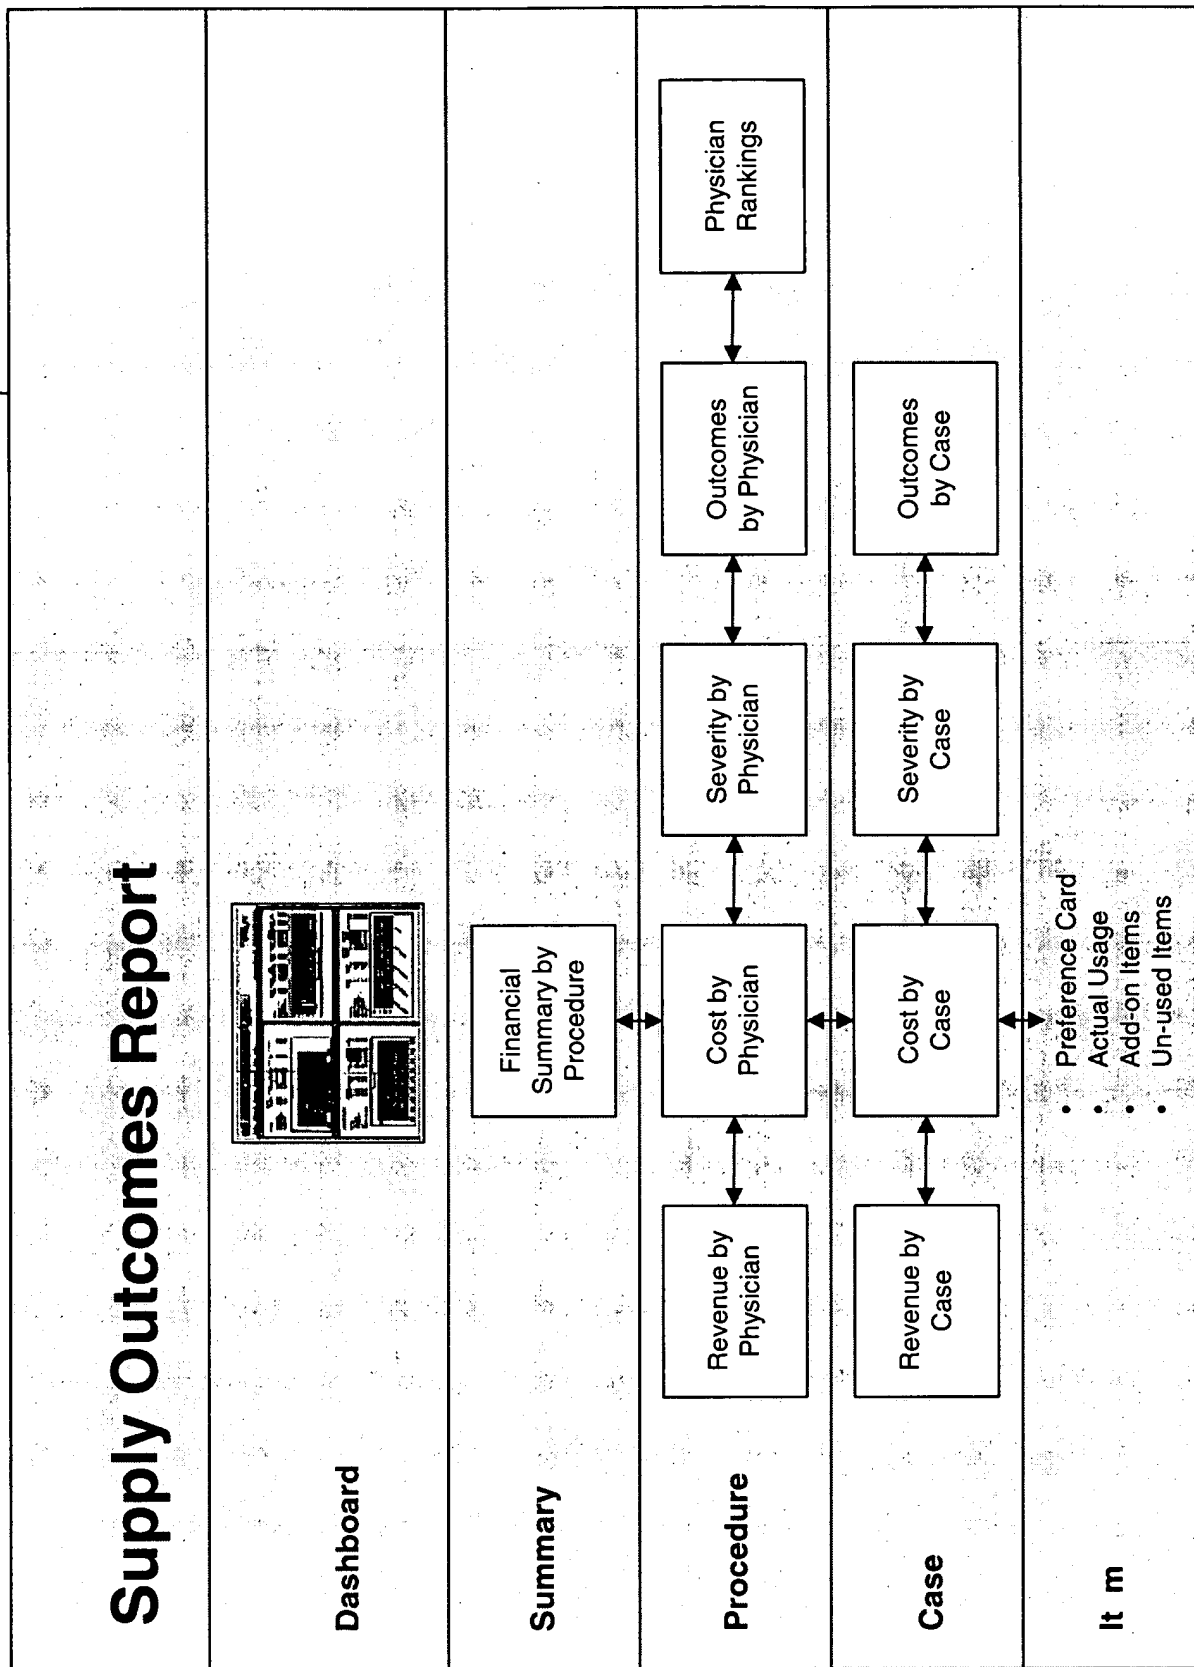 Supply Outcomes Report
Dashboard
Summary
Financial
Summary by
Procedure
Procedure
Revenue by
Physician
Cost by
Physician
Severity by
Physician
Outcomes
by Physician
Physician
Rankings
Case
Revenue by
Case
Cost by
Case
Severity by
Case
Outcomes
by Case
It m
• Preference Card
• Actual Usage
• Add-on Items
• Un-used Items